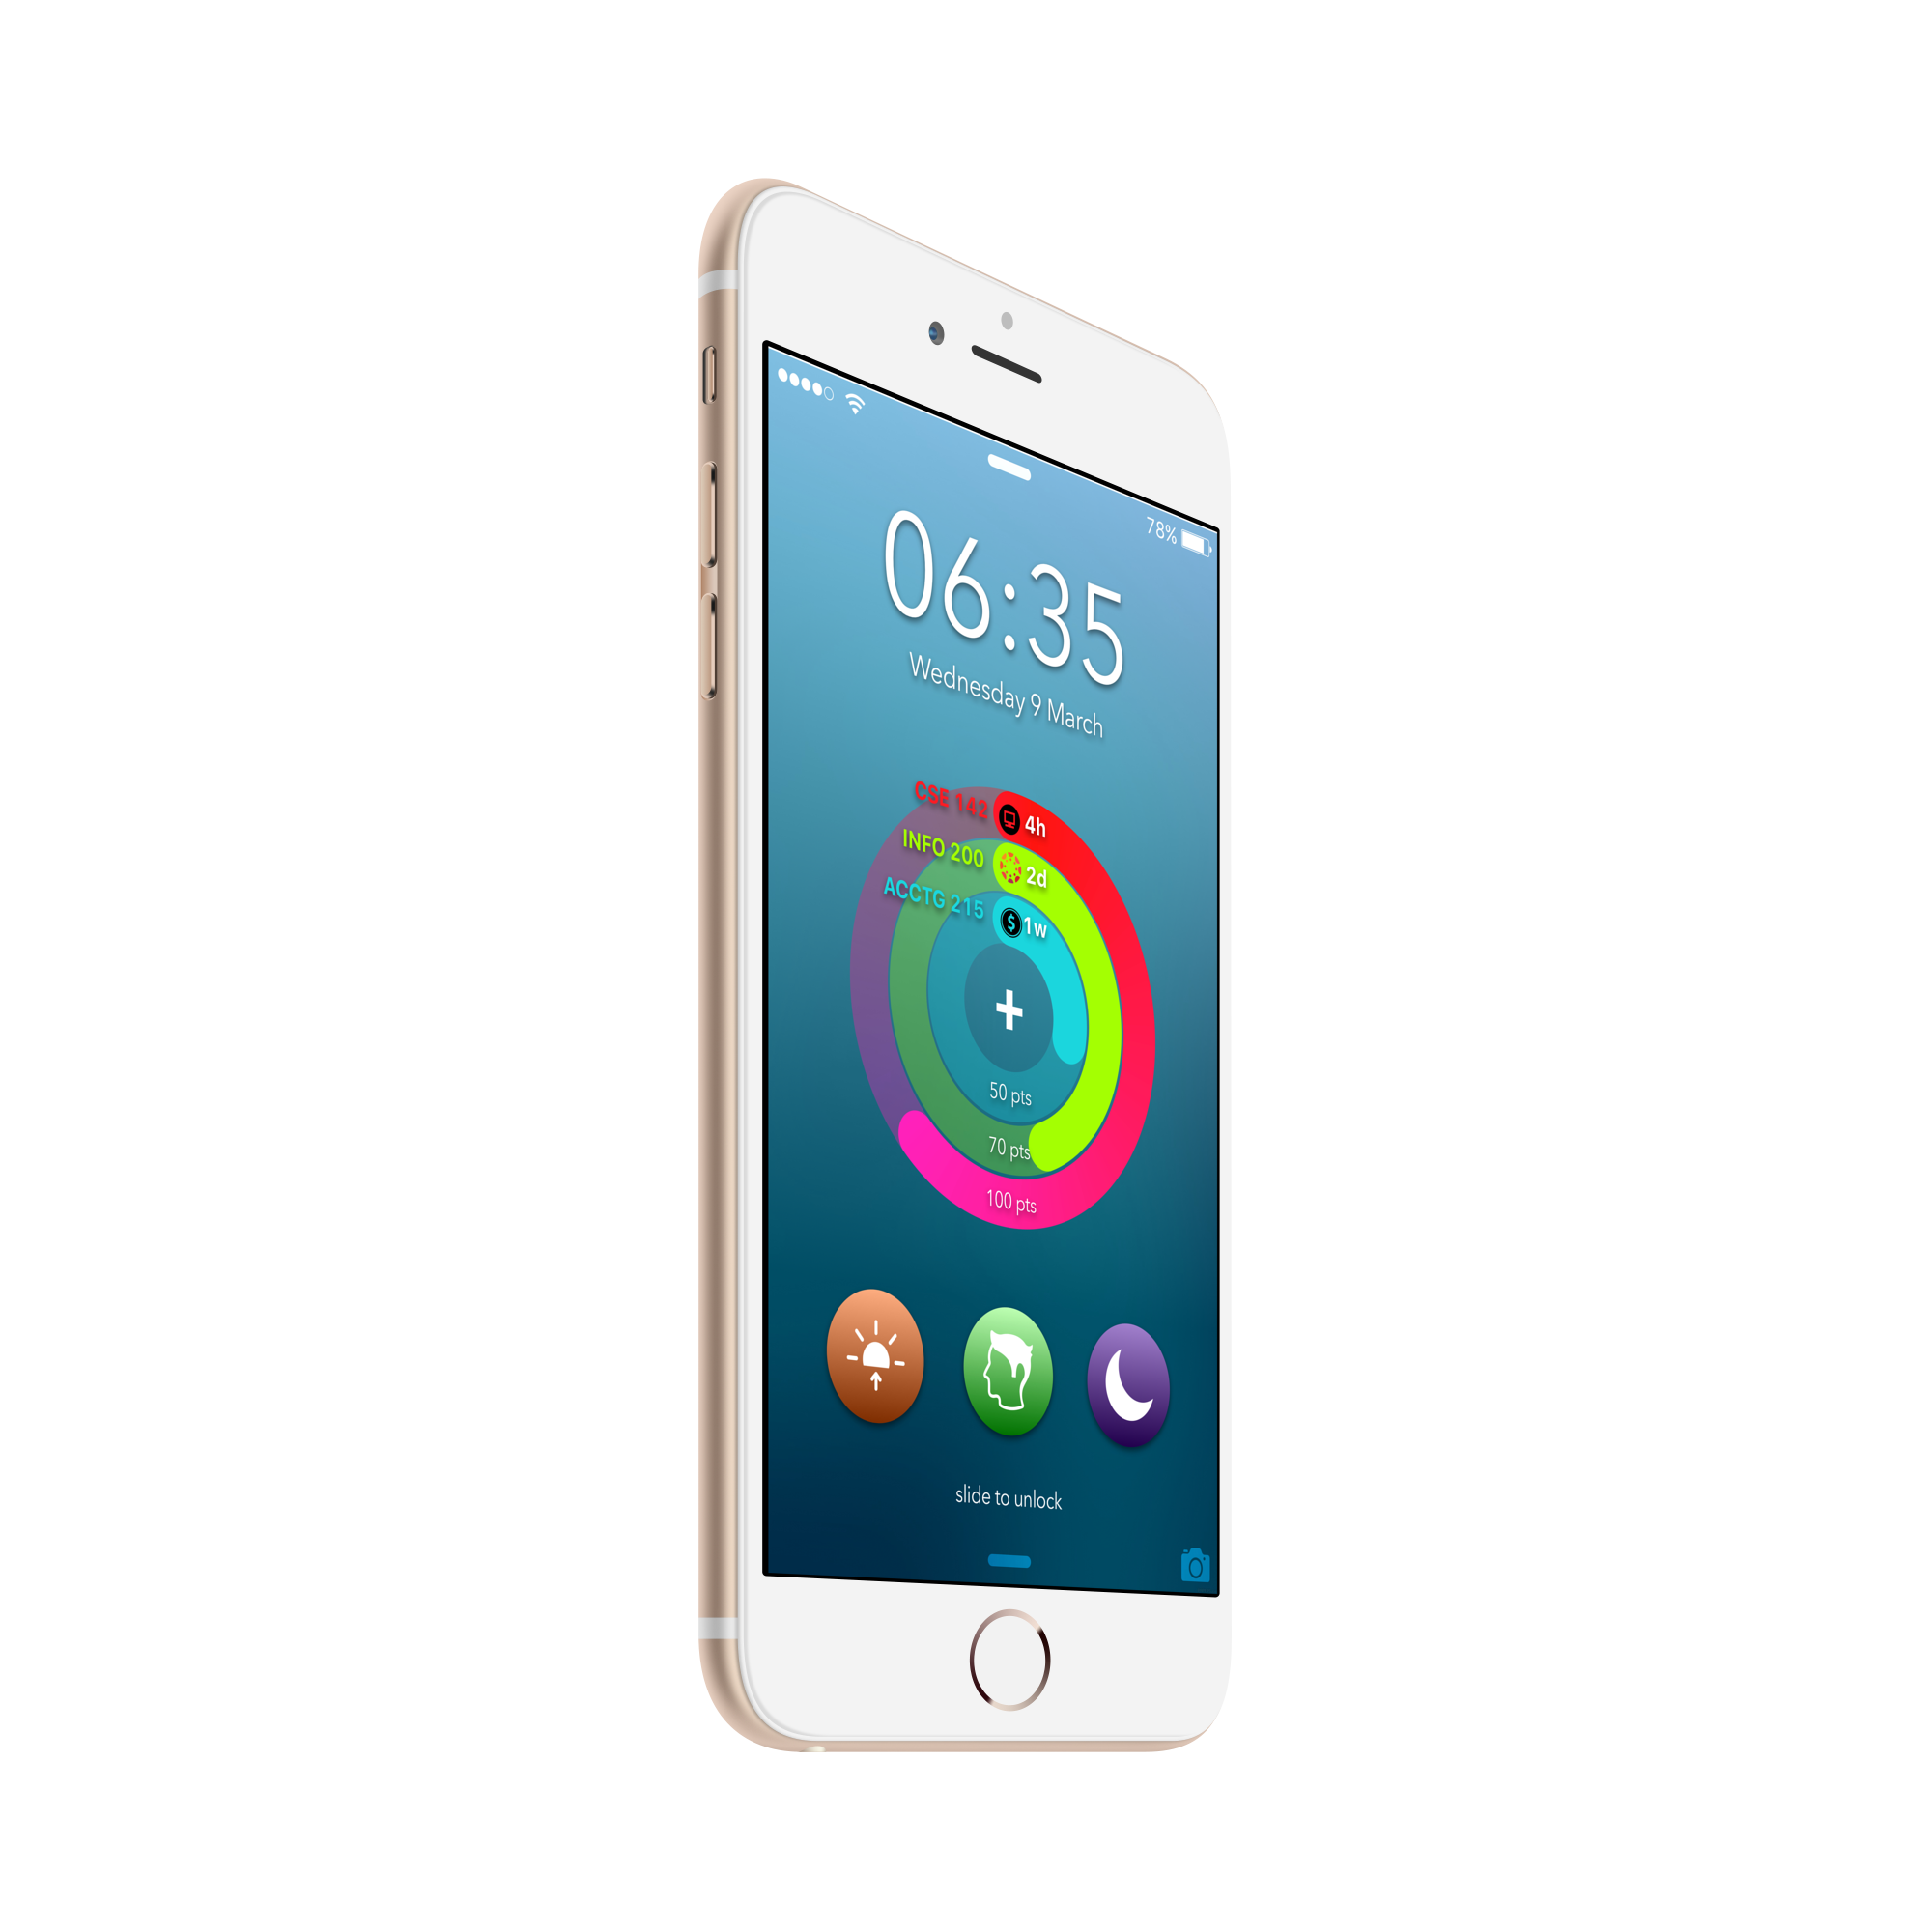 78%
06:35
Wednesday 9 March
CSE 142 4h
INFO 200 2d
ACCTG 215 $ 1w
+
50 pts
70 pts
100 pts
slide to unlock